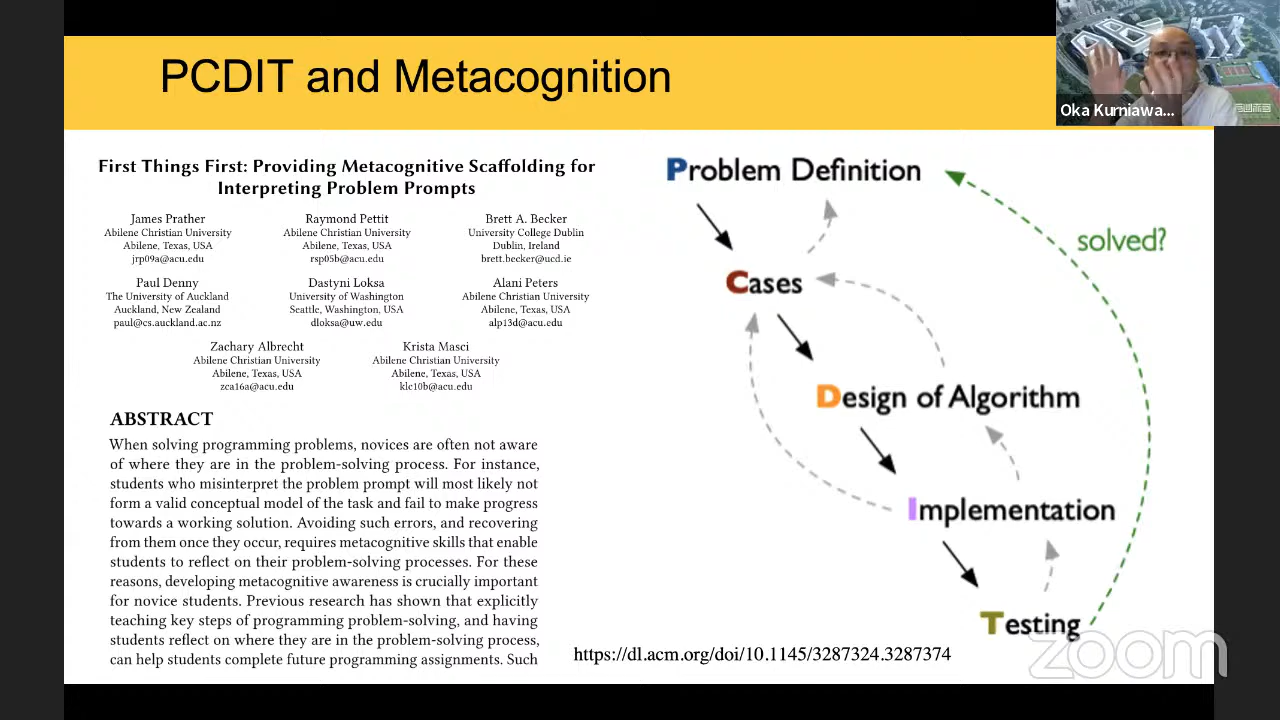 PCDIT and Metacognition
Oka Kurniawa...
First Things First: Providing Metacognitive Scaffolding for
Interpreting Problem Prompts
James Prather
Abilene Christian University
Abilene, Texas, USA
jrp09a@acu.edu
Raymond Pettit
Abilene Christian University
Abilene, Texas, USA
rsp05b@acu.edu
Brett A. Becker
University College Dublin
Dublin, Ireland
brett.becker@ucd.ie
Paul Denny
The University of Auckland
Auckland, New Zealand
paul@cs.auckland.ac.nz
Dastyni Loksa
University of Washington
Seattle, Washington, USA
dloksa@uw.edu
Alani Peters
Abilene Christian University
Abilene, Texas, USA
alp13d@acu.edu
Zachary Albrecht
Abilene Christian University
Abilene, Texas, USA
zca16a@acu.edu
Krista Masci
Abilene Christian University
Abilene, Texas, USA
klc10b@acu.edu
ABSTRACT
When solving programming problems, novices are often not aware
of where they are in the problem-solving process. For instance,
students who misinterpret the problem prompt will most likely not
form a valid conceptual model of the task and fail to make progress
towards a working solution. Avoiding such errors, and recovering
from them once they occur, requires metacognitive skills that enable
students to reflect on their problem-solving processes. For these
reasons, developing metacognitive awareness is crucially important
for novice students. Previous research has shown that explicitly
teaching key steps of programming problem-solving, and having
students reflect on where they are in the problem-solving process,
can help students complete future programming assignments. Such
Problem Definition
solved?
Cases
Design of Algorithm
Implementation
Testing
https://dl.acm.org/doi/10.1145/3287324.3287374
zoom